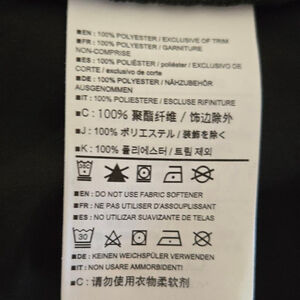 ■EN : 100% POLYESTER / EXCLUSIVE OF TRIM
■FR : 100% POLYESTER / GARNITURE
NON-COMPRISE
■ES : 100% POLIÉSTER / poliéster / EXCLUSIVO DE
CORTE / exclusivo de corte
■DE : 100% POLYESTER / NÄHZUBEHÖR
AUSGENOMMEN
■IT : 100% POLIESTERE / ESCLUSE RIFINITURE
■C : 100% 聚酯纤维 / 饰边除外
■J : 100% ポリエステル / 装飾を除く
■K : 100% 폴리에스터 / 트림 제외
■EN : DO NOT USE FABRIC SOFTENER
■FR : NE PAS UTILISER D'ASSOUPLISSANT
■ES : NO UTILIZAR SUAVIZANTE DE TELAS
30
■DE : KEINEN WEICHSPÜLER VERWENDEN
■IT : NON USARE AMMORBIDENTI
■C : 请勿使用衣物柔软剂